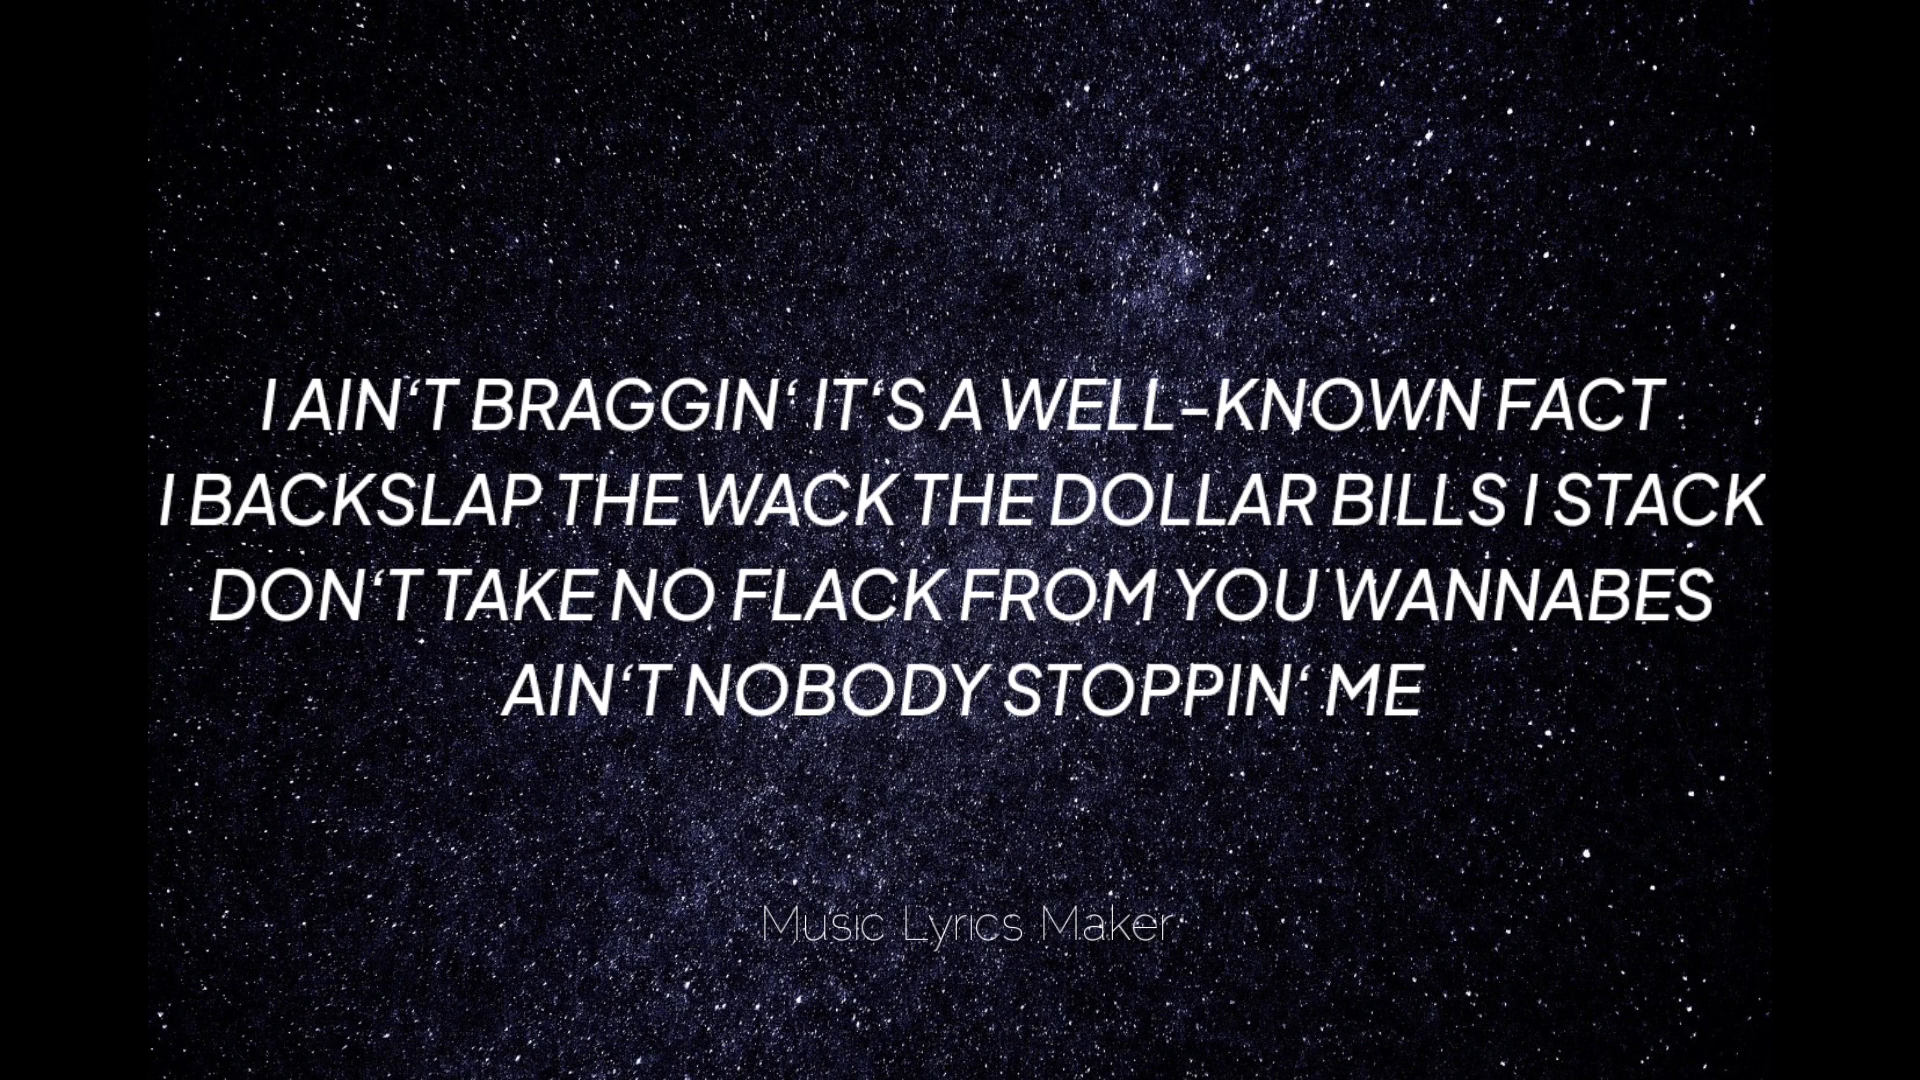 I AIN‘T BRAGGIN‘ IT‘S A WELL-KNOWN FACT
I BACKSLAP THE WACK THE DOLLAR BILLS I STACK
DON‘T TAKE NO FLACK FROM YOU WANNABES
AIN‘T NOBODY STOPPIN‘ ME
Music Lyrics Maker